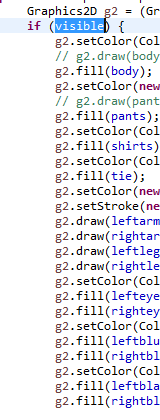 Graphics2D g2 = (Gr
if (visible) {
g2.setColor(Col
// g2.draw(body
g2.fill(body);
g2.setColor(new
// g2.draw(pant
g2.fill(pants);
g2.setColor(Col
g2.fill(shirts)
g2.setColor(Col
g2.fill(tie);
g2.setColor(new
g2.setStroke(ne
g2.draw(leftarm
g2.draw(rightar
g2.draw(leftleg
g2.draw(rightle
g2.setColor(Col
g2.fill(lefteye
g2.fill(righteye
g2.setColor(Col
g2.fill(leftblu
g2.fill(rightbl
g2.setColor(Col
g2.fill(leftbla
g2.fill(rightbl